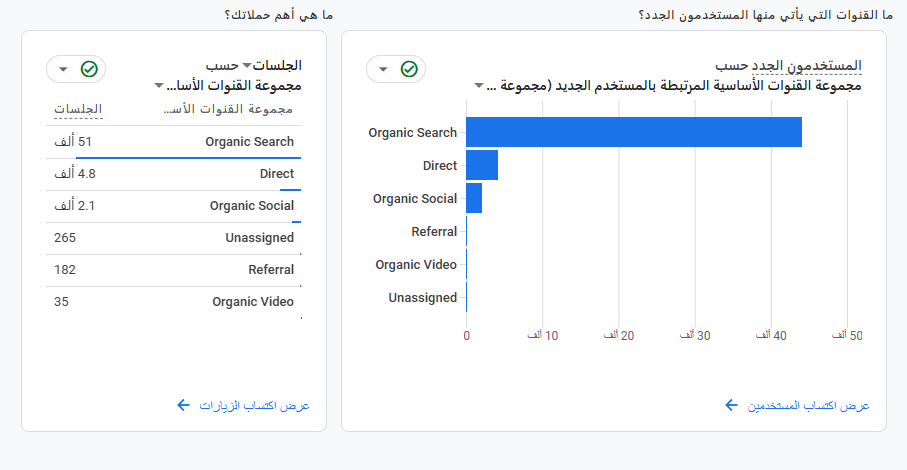 ما القنوات التي يأتي منها المستخدمون الجدد؟
المستخدمون الجدد حسب
مجموعة القنوات الأساسية المرتبطة بالمستخدم الجديد (مجموعة ...
Organic Search
Direct
Organic Social
Referral
Organic Video
Unassigned
0
10 ألف
20 ألف
30 ألف
40 ألف
50 ألف
عرض اكتساب المستخدمين
ما هي أهم حملاتك؟
الجلسات حسب
مجموعة القنوات الأسا...
مجموعة القنوات الأس... الجلسات
Organic Search 51 ألف
Direct 4.8 ألف
Organic Social 2.1 ألف
Unassigned 265
Referral 182
Organic Video 35
عرض اكتساب الزيارات